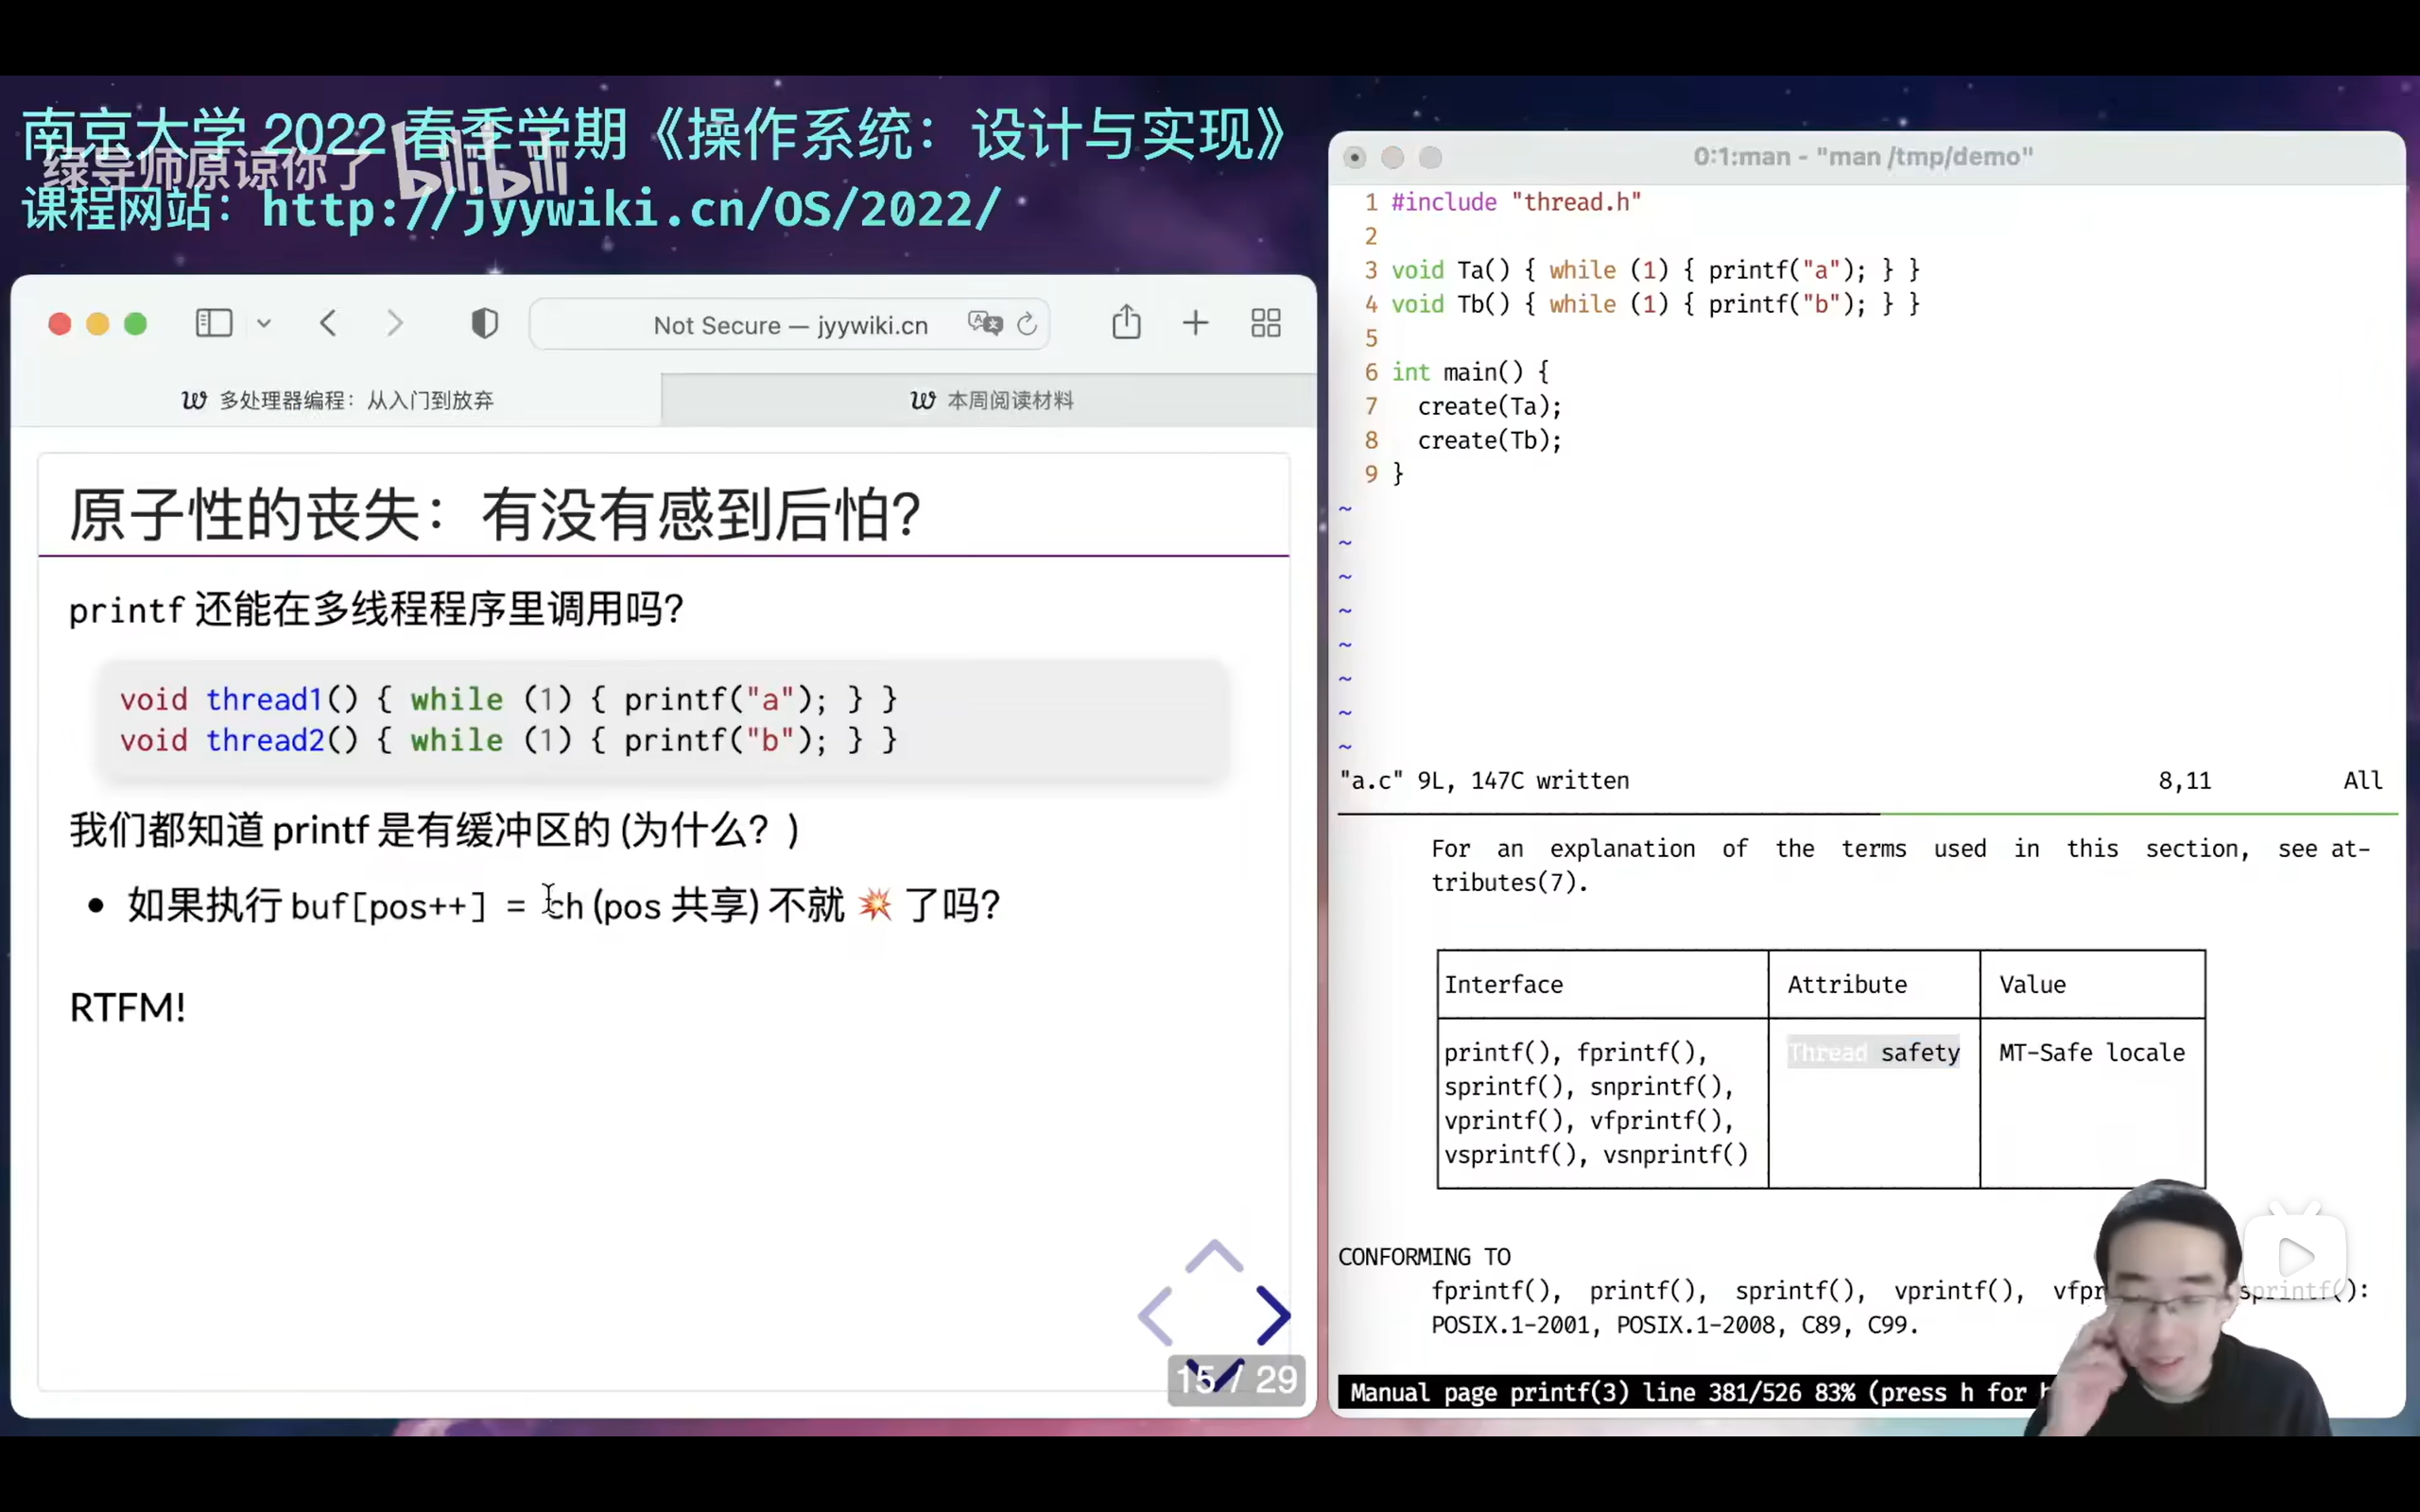 南京大学 2022 春季学期《操作系统：设计与实现》
绿导师原谅你了 bilibili
课程网站：http://jyywiki.cn/OS/2022/
Not Secure — jyywiki.cn
多处理器编程：从入门到放弃
本周阅读材料
原子性的丧失：有没有感到后怕？
printf 还能在多线程程序里调用吗？
void thread1() { while (1) { printf("a"); } }
void thread2() { while (1) { printf("b"); } }
我们都知道 printf 是有缓冲区的 (为什么？)
• 如果执行 buf[pos++] = ch (pos 共享) 不就 💥 了吗？
RTFM!
15 / 29
0:1:man - "man /tmp/demo"
1 #include "thread.h"
2
3 void Ta() { while (1) { printf("a"); } }
4 void Tb() { while (1) { printf("b"); } }
5
6 int main() {
7   create(Ta);
8   create(Tb);
9 }
~
~
~
~
~
~
~
~
"a.c" 9L, 147C written 8,11 All
For an explanation of the terms used in this section, see at-
tributes(7).
Interface Attribute Value
printf(), fprintf(), Thread safety MT-Safe locale
sprintf(), snprintf(),
vprintf(), vfprintf(),
vsprintf(), vsnprintf()
CONFORMING TO
fprintf(), printf(), sprintf(), vprintf(), vfpr sprintf():
POSIX.1-2001, POSIX.1-2008, C89, C99.
Manual page printf(3) line 381/526 83% (press h for h